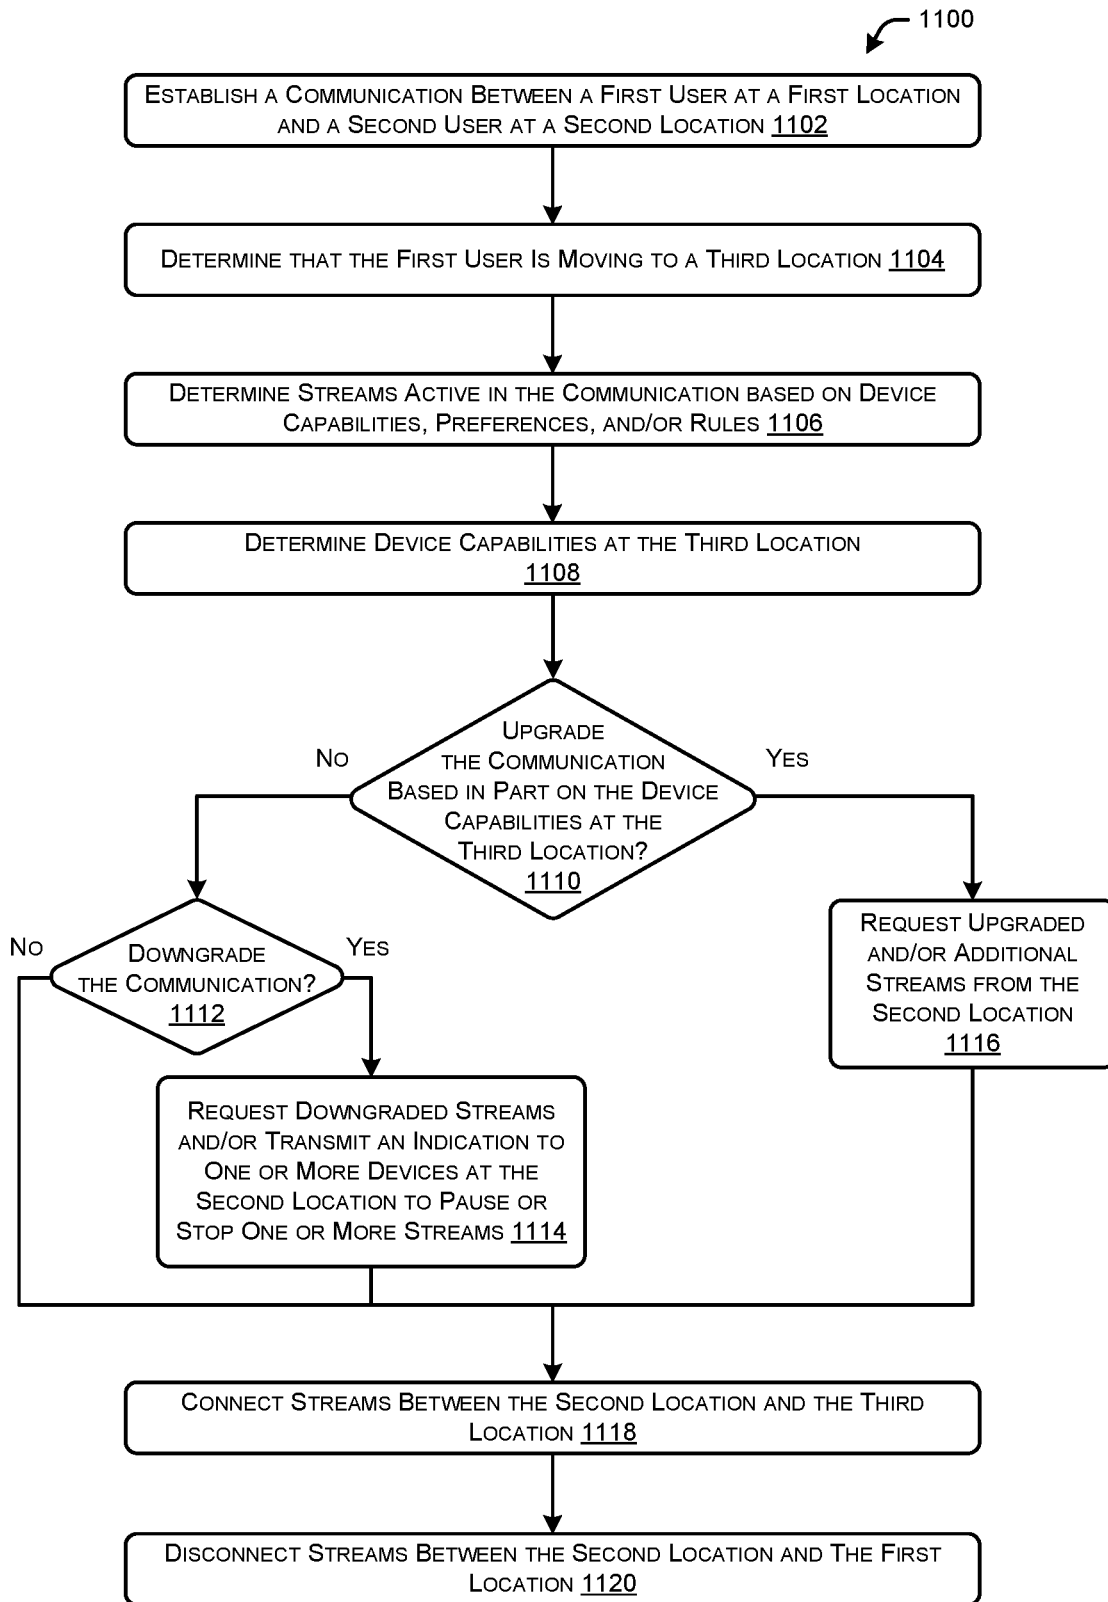 1100
ESTABLISH A COMMUNICATION BETWEEN A FIRST USER AT A FIRST LOCATION
AND A SECOND USER AT A SECOND LOCATION 1102
DETERMINE THAT THE FIRST USER IS MOVING TO A THIRD LOCATION 1104
DETERMINE STREAMS ACTIVE IN THE COMMUNICATION BASED ON DEVICE
CAPABILITIES, PREFERENCES, AND/OR RULES 1106
DETERMINE DEVICE CAPABILITIES AT THE THIRD LOCATION
1108
UPGRADE
THE COMMUNICATION
BASED IN PART ON THE DEVICE
CAPABILITIES AT THE
THIRD LOCATION?
1110
NO
YES
DOWNGRADE
THE COMMUNICATION?
1112
NO
YES
REQUEST UPGRADED
AND/OR ADDITIONAL
STREAMS FROM THE
SECOND LOCATION
1116
REQUEST DOWNGRADED STREAMS
AND/OR TRANSMIT AN INDICATION TO
ONE OR MORE DEVICES AT THE
SECOND LOCATION TO PAUSE OR
STOP ONE OR MORE STREAMS 1114
CONNECT STREAMS BETWEEN THE SECOND LOCATION AND THE THIRD
LOCATION 1118
DISCONNECT STREAMS BETWEEN THE SECOND LOCATION AND THE FIRST
LOCATION 1120